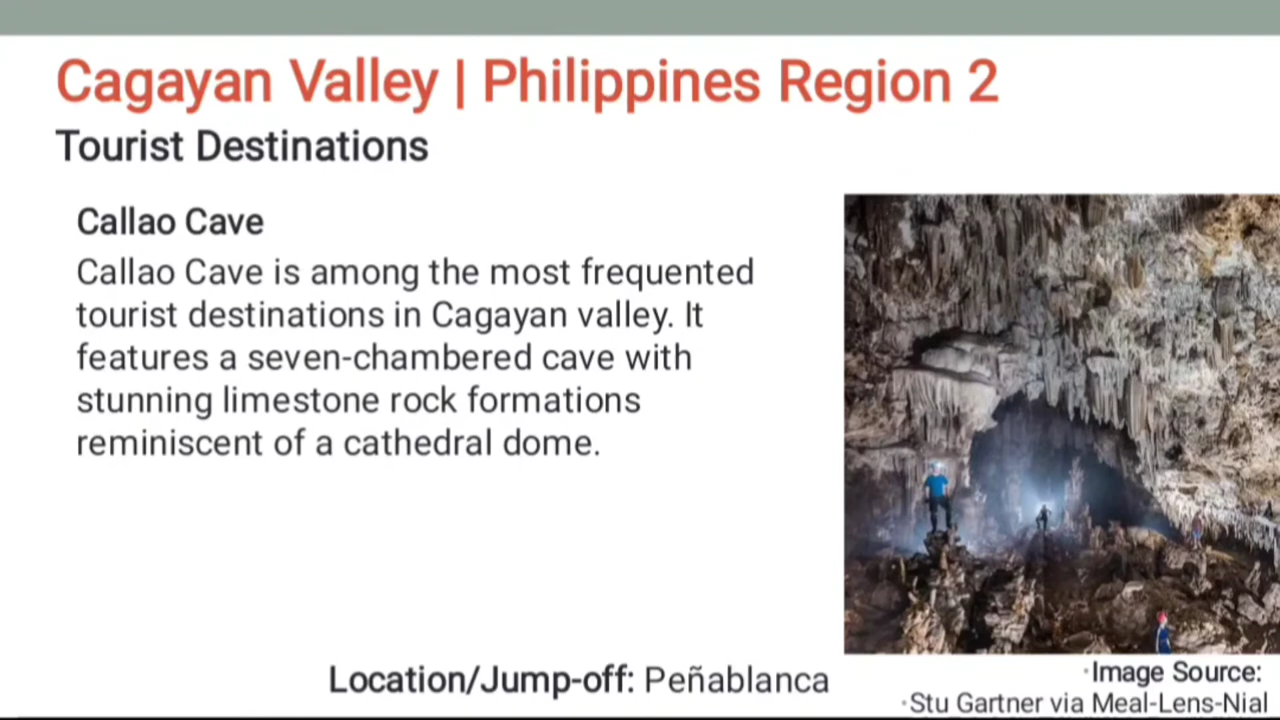 Cagayan Valley | Philippines Region 2
Tourist Destinations
Callao Cave
Callao Cave is among the most frequented
tourist destinations in Cagayan valley. It
features a seven-chambered cave with
stunning limestone rock formations
reminiscent of a cathedral dome.
Location/Jump-off: Peñablanca
·Image Source:
·Stu Gartner via Meal-Lens-Nial